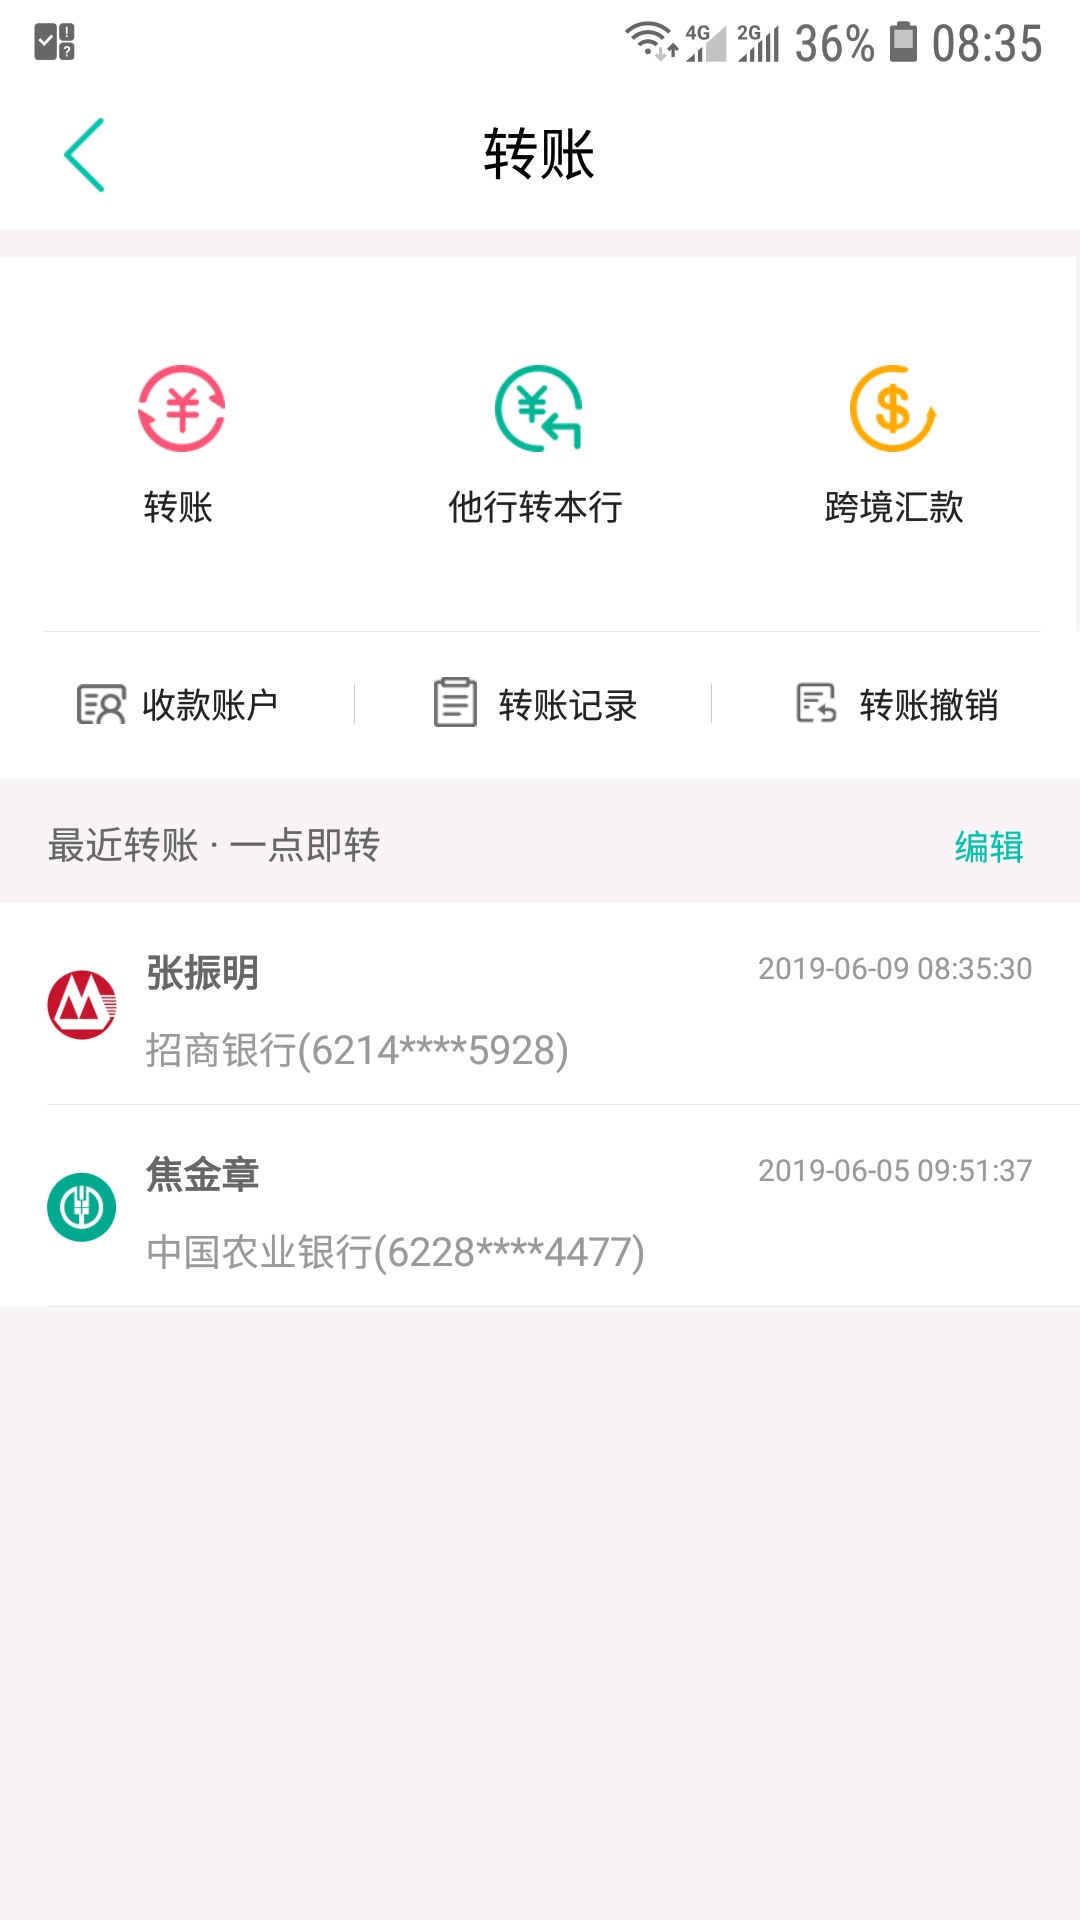 4G 2G 36% 08:35
转账
转账 他行转本行 跨境汇款
收款账户 转账记录 转账撤销
最近转账 · 一点即转 编辑
张振明 2019-06-09 08:35:30
招商银行(6214****5928)
焦金章 2019-06-05 09:51:37
中国农业银行(6228****4477)